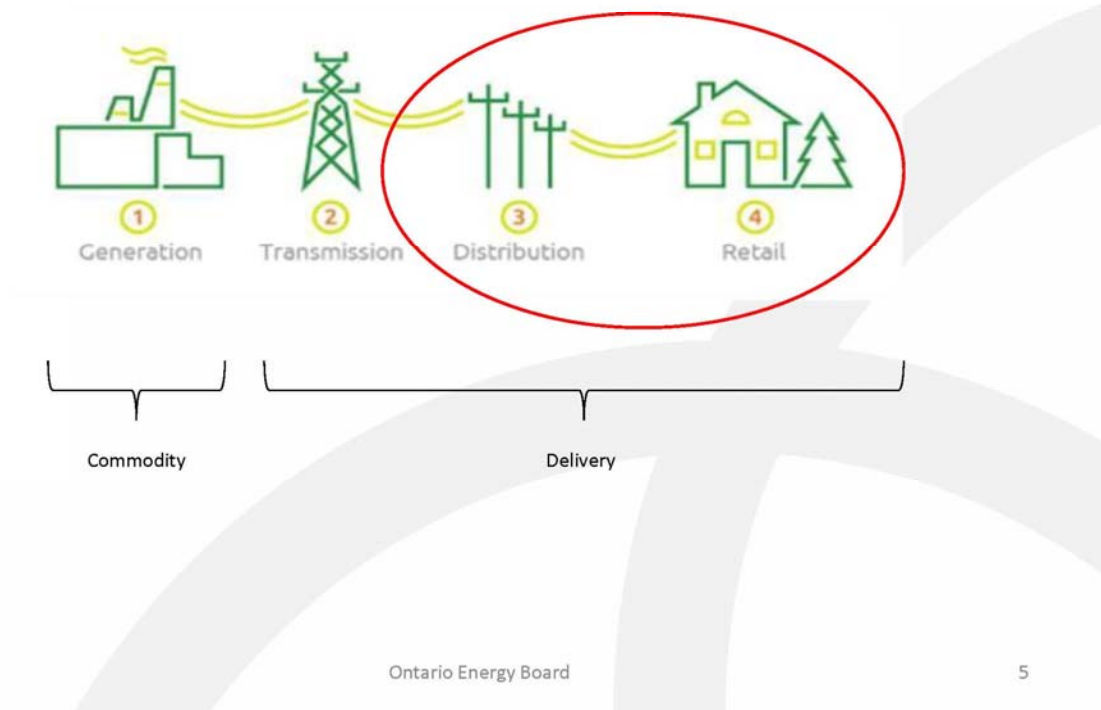 1 2 3 4
Generation Transmission Distribution Retail
Commodity Delivery
Ontario Energy Board 5